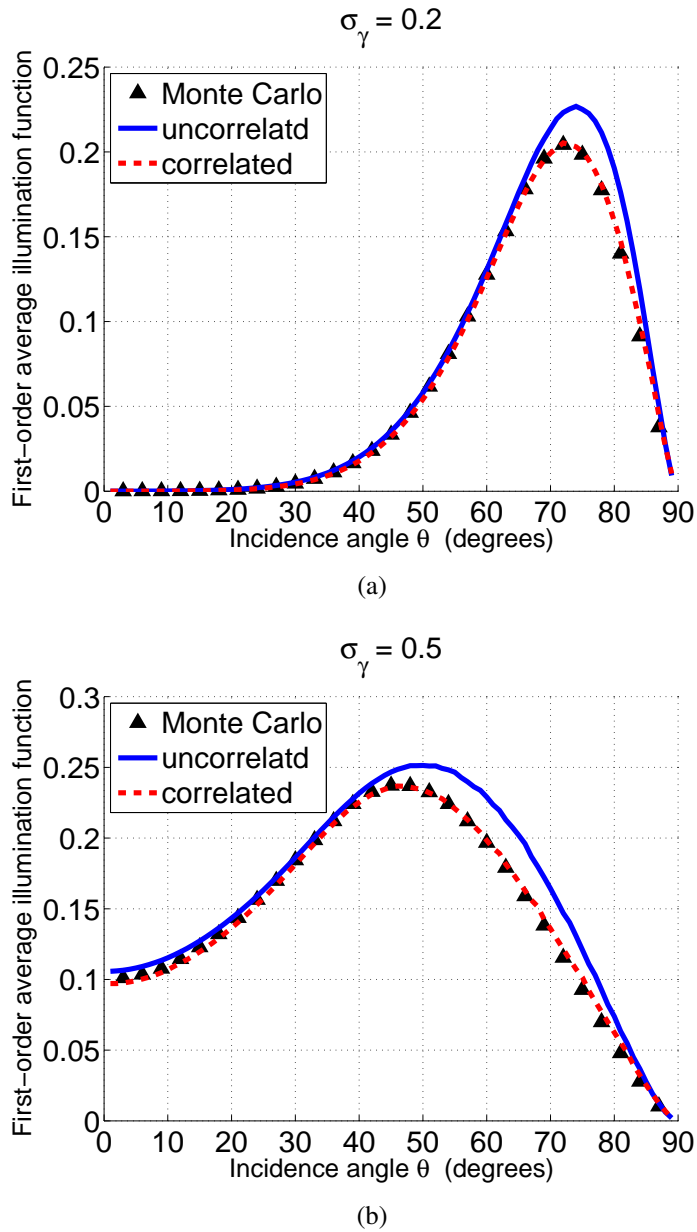 σγ = 0.2
First−order average illumination function
0.25
0.2
0.15
0.1
0.05
0
Monte Carlo
uncorrelatd
correlated
0 10 20 30 40 50 60 70 80 90
Incidence angle θ (degrees)
(a)
σγ = 0.5
First−order average illumination function
0.3
0.25
0.2
0.15
0.1
0.05
0
Monte Carlo
uncorrelatd
correlated
0 10 20 30 40 50 60 70 80 90
Incidence angle θ (degrees)
(b)